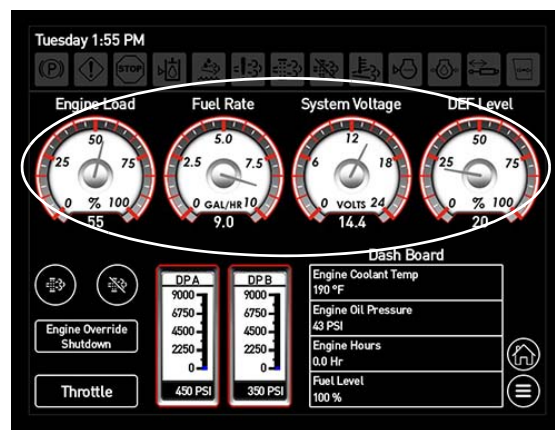 Tuesday 1:55 PM
(P) STOP
Engine Load Fuel Rate System Voltage DEF Level
50 5.0 12 50
25 75 2.5 7.5 6 18 25 75
0 % 100 0 GAL/HR 10 0 VOLTS 24 0 % 100
55 9.0 14.4 20
Dash Board
DPA DPB
9000 9000
6750 6750
4500 4500
2250 2250
0 0
450 PSI 350 PSI
Engine Coolant Temp
190 °F
Engine Oil Pressure
43 PSI
Engine Hours
0.0 Hr
Fuel Level
100 %
Engine Override
Shutdown
Throttle